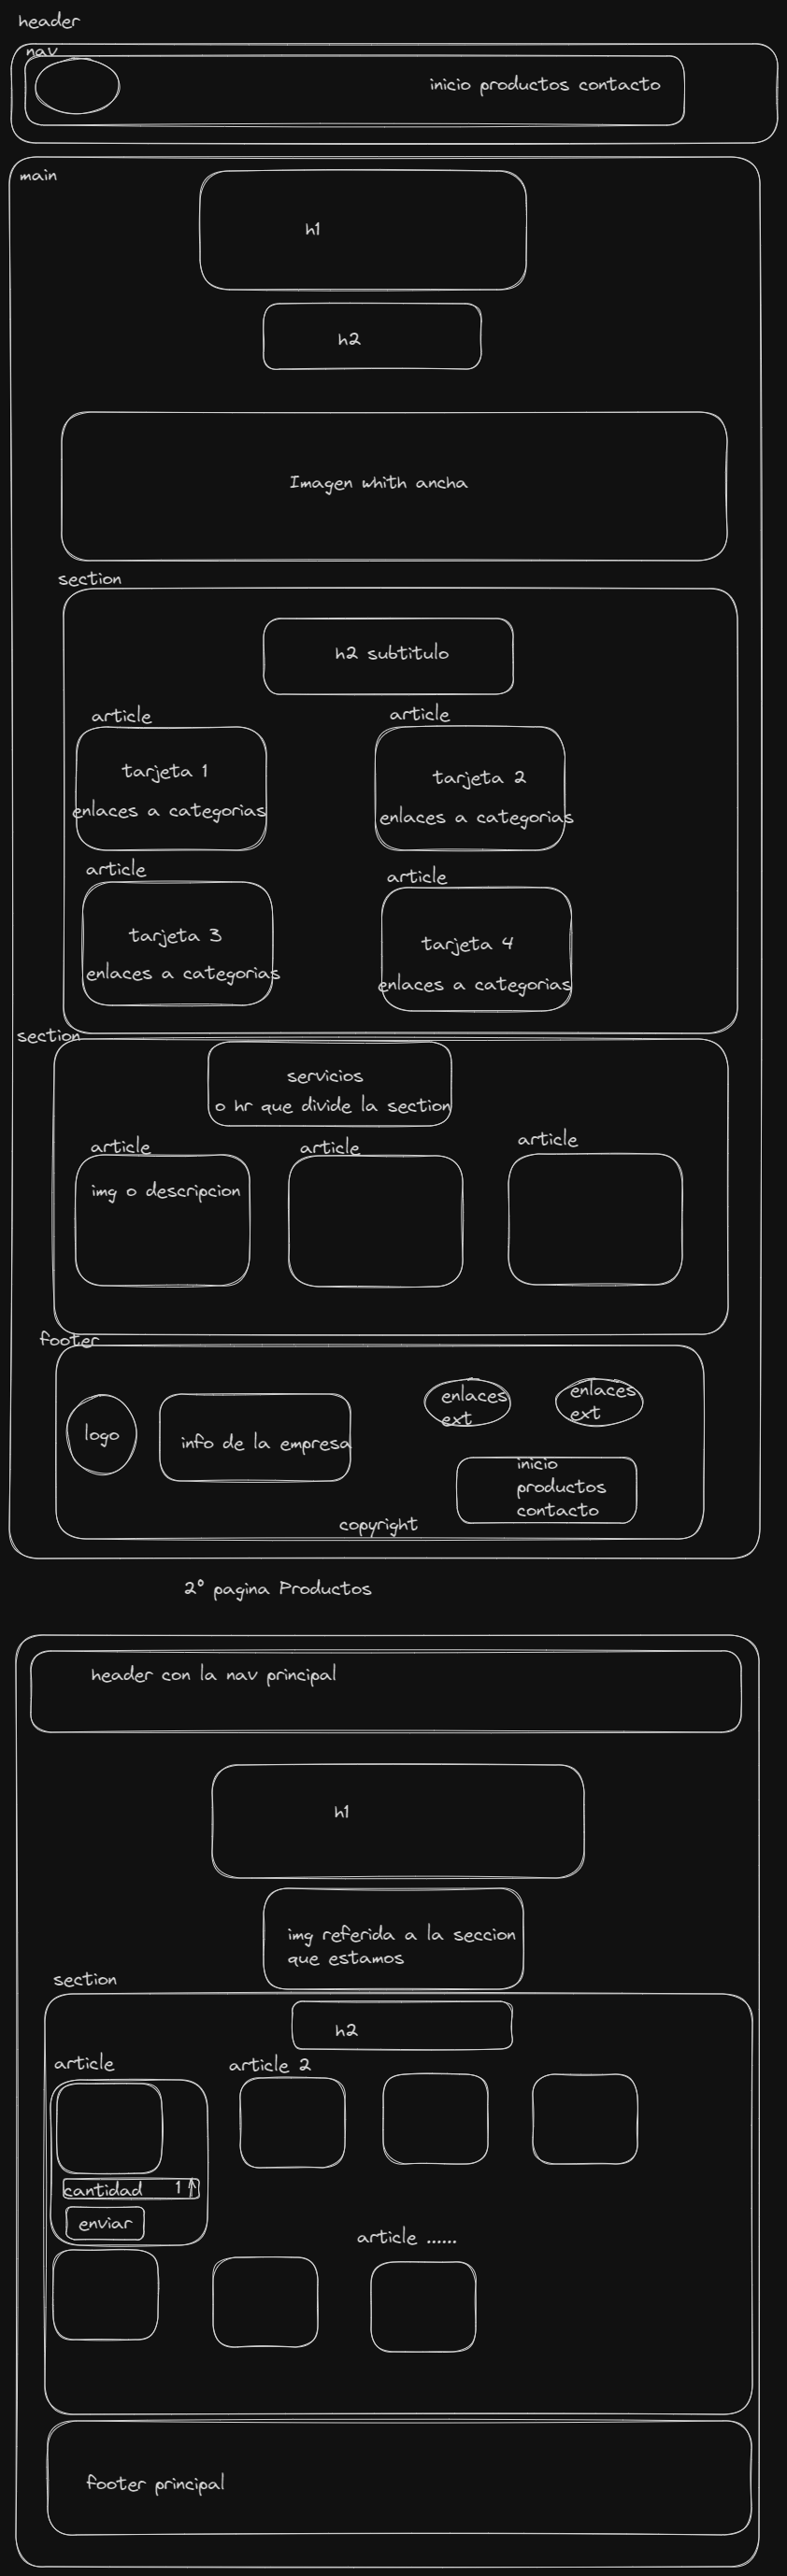 header
nav
inicio productos contacto
main
h1
h2
Imagen whith ancha
section
h2 subtitulo
article
article
tarjeta 1
enlaces a categorias
tarjeta 2
enlaces a categorias
article
article
tarjeta 3
enlaces a categorias
tarjeta 4
enlaces a categorias
section
servicios
o hr que divide la section
article
article
article
img o descripcion
footer
logo
info de la empresa
enlaces
ext
enlaces
ext
inicio
productos
contacto
copyright
2º pagina Productos
header con la nav principal
h1
img referida a la seccion
que estamos
section
h2
article
article 2
cantidad 1
enviar
article ......
footer principal